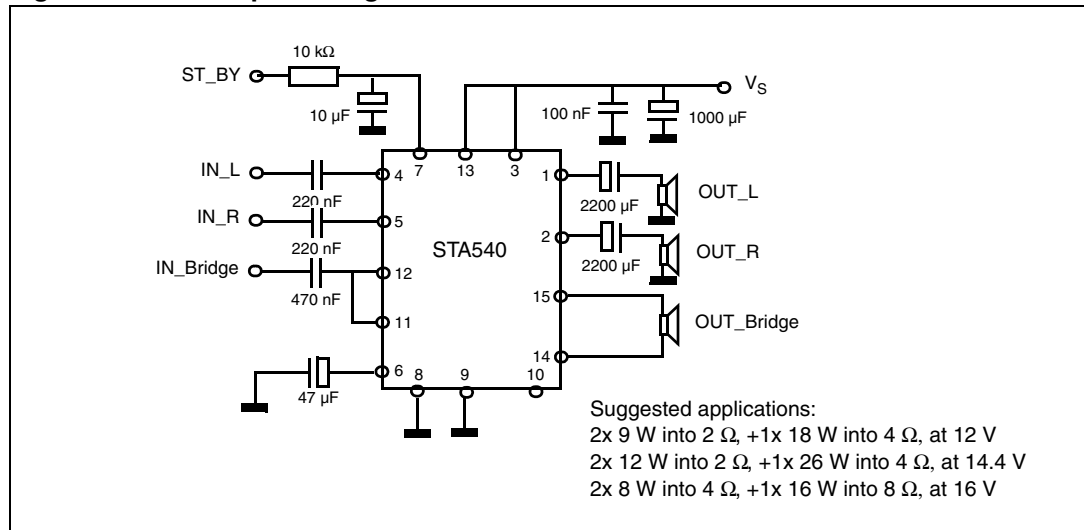 10 kΩ
ST_BY
10 µF
V_S
100 nF
1000 µF
7
13
3
IN_L
220 nF
4
1
2200 µF
OUT_L
IN_R
220 nF
5
STA540
2
2200 µF
OUT_R
IN_Bridge
470 nF
12
11
15
14
OUT_Bridge
47 µF
6
8
9
10
Suggested applications:
2x 9 W into 2 Ω, +1x 18 W into 4 Ω, at 12 V
2x 12 W into 2 Ω, +1x 26 W into 4 Ω, at 14.4 V
2x 8 W into 4 Ω, +1x 16 W into 8 Ω, at 16 V